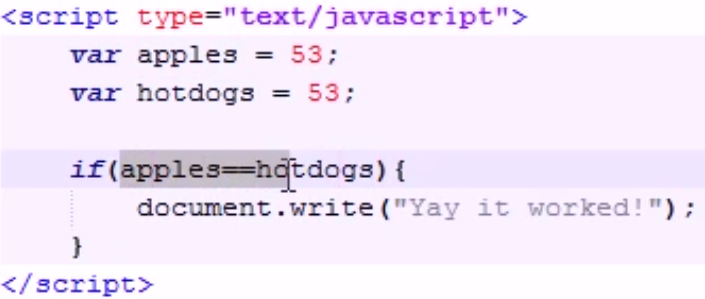 <script type="text/javascript">
var apples = 53;
var hotdogs = 53;
if(apples==hotdogs){
document.write("Yay it worked!");
}
</script>